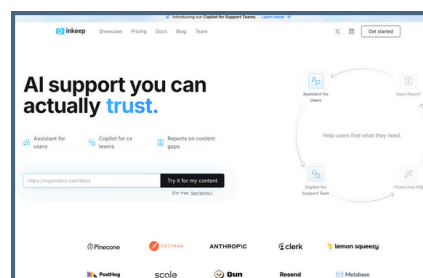 Introducing our Copilot for Support Teams. Learn more →
inkeep Showcase Pricing Docs Blog Team Get started
AI support you can
actually trust.
Assistant for
users
Copilot for cx
teams
Reports on content
gaps
https://myproduct.com/docs Try it for my content
(For free. See terms.)
Assistant for
Users
Gaps Report
Help users find what they need.
Copilot for
Support Team
Pinecone POSTMAN ANTHROP\C clerk lemon squeezy
PostHog scale Bun Resend Metabase